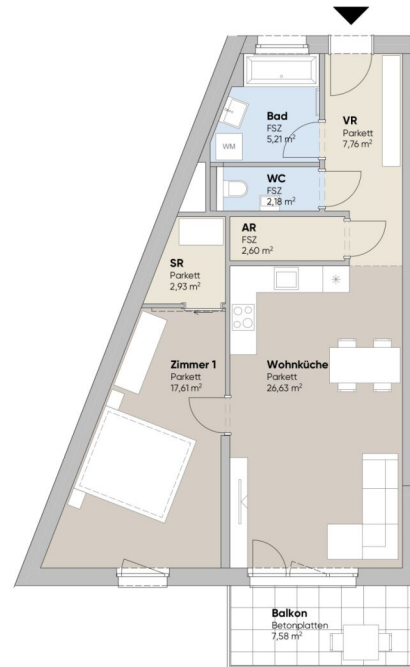 Bad
FSZ
5,21 m²
WM
VR
Parkett
7,76 m²
WC
FSZ
2,18 m²
AR
FSZ
2,60 m²
SR
Parkett
2,93 m²
Zimmer 1
Parkett
17,61 m²
Wohnküche
Parkett
26,63 m²
Balkon
Betonplatten
7,58 m²